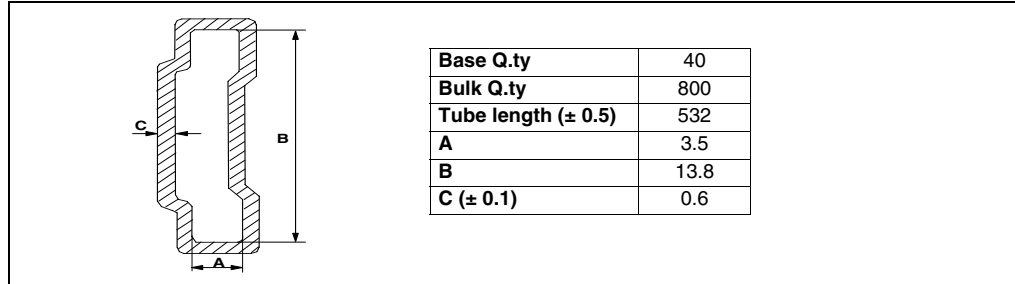 C
B
A
Base Q.ty 40
Bulk Q.ty 800
Tube length (± 0.5) 532
A 3.5
B 13.8
C (± 0.1) 0.6